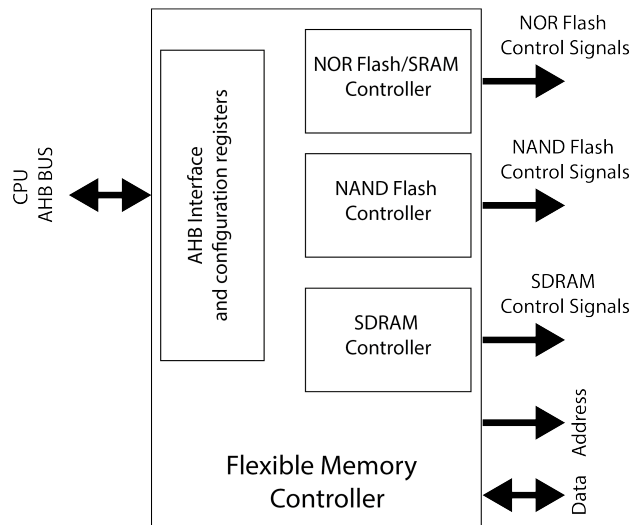 CPU
AHB BUS
AHB Interface
and configuration registers
NOR Flash/SRAM
Controller
NAND Flash
Controller
SDRAM
Controller
Flexible Memory
Controller
NOR Flash
Control Signals
NAND Flash
Control Signals
SDRAM
Control Signals
Address
Data